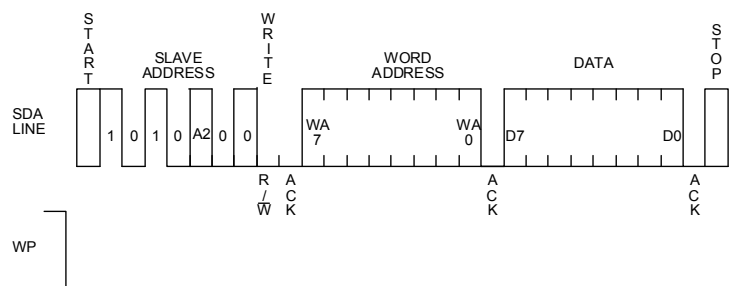 START
SLAVE
ADDRESS
WRITE
WORD
ADDRESS
DATA
STOP
SDA
LINE
1 0 1 0 A2 0 0
WA
7
WA
0
D7
D0
R/W
ACK
ACK
ACK
WP